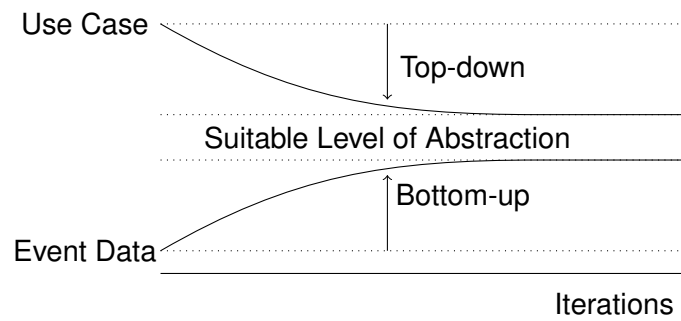 Use Case
Top-down
Suitable Level of Abstraction
Bottom-up
Event Data
Iterations